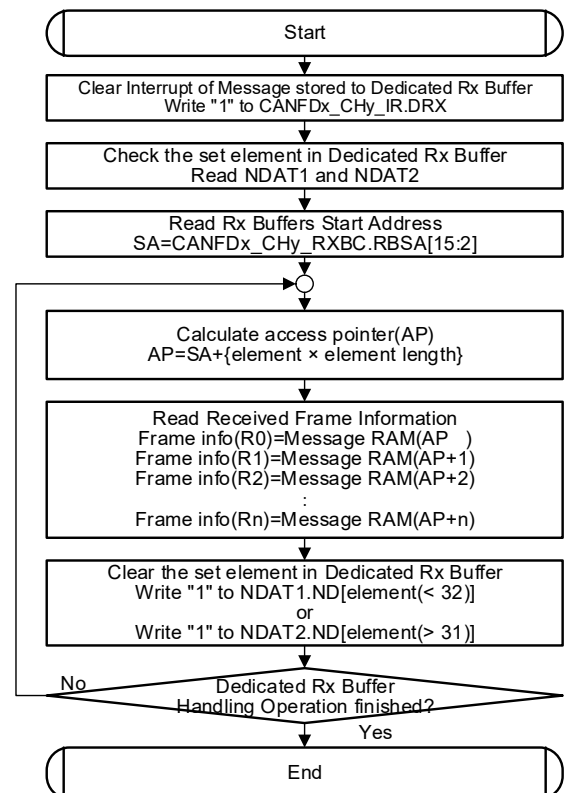 Start
Clear Interrupt of Message stored to Dedicated Rx Buffer
Write "1" to CANFDx_CHy_IR.DRX
Check the set element in Dedicated Rx Buffer
Read NDAT1 and NDAT2
Read Rx Buffers Start Address
SA=CANFDx_CHy_RXBC.RBSA[15:2]
Calculate access pointer(AP)
AP=SA+{element × element length}
Read Received Frame Information
Frame info(R0)=Message RAM(AP   )
Frame info(R1)=Message RAM(AP+1)
Frame info(R2)=Message RAM(AP+2)
:
Frame info(Rn)=Message RAM(AP+n)
Clear the set element in Dedicated Rx Buffer
Write "1" to NDAT1.ND[element(< 32)]
or
Write "1" to NDAT2.ND[element(> 31)]
No
Dedicated Rx Buffer
Handling Operation finished?
Yes
End